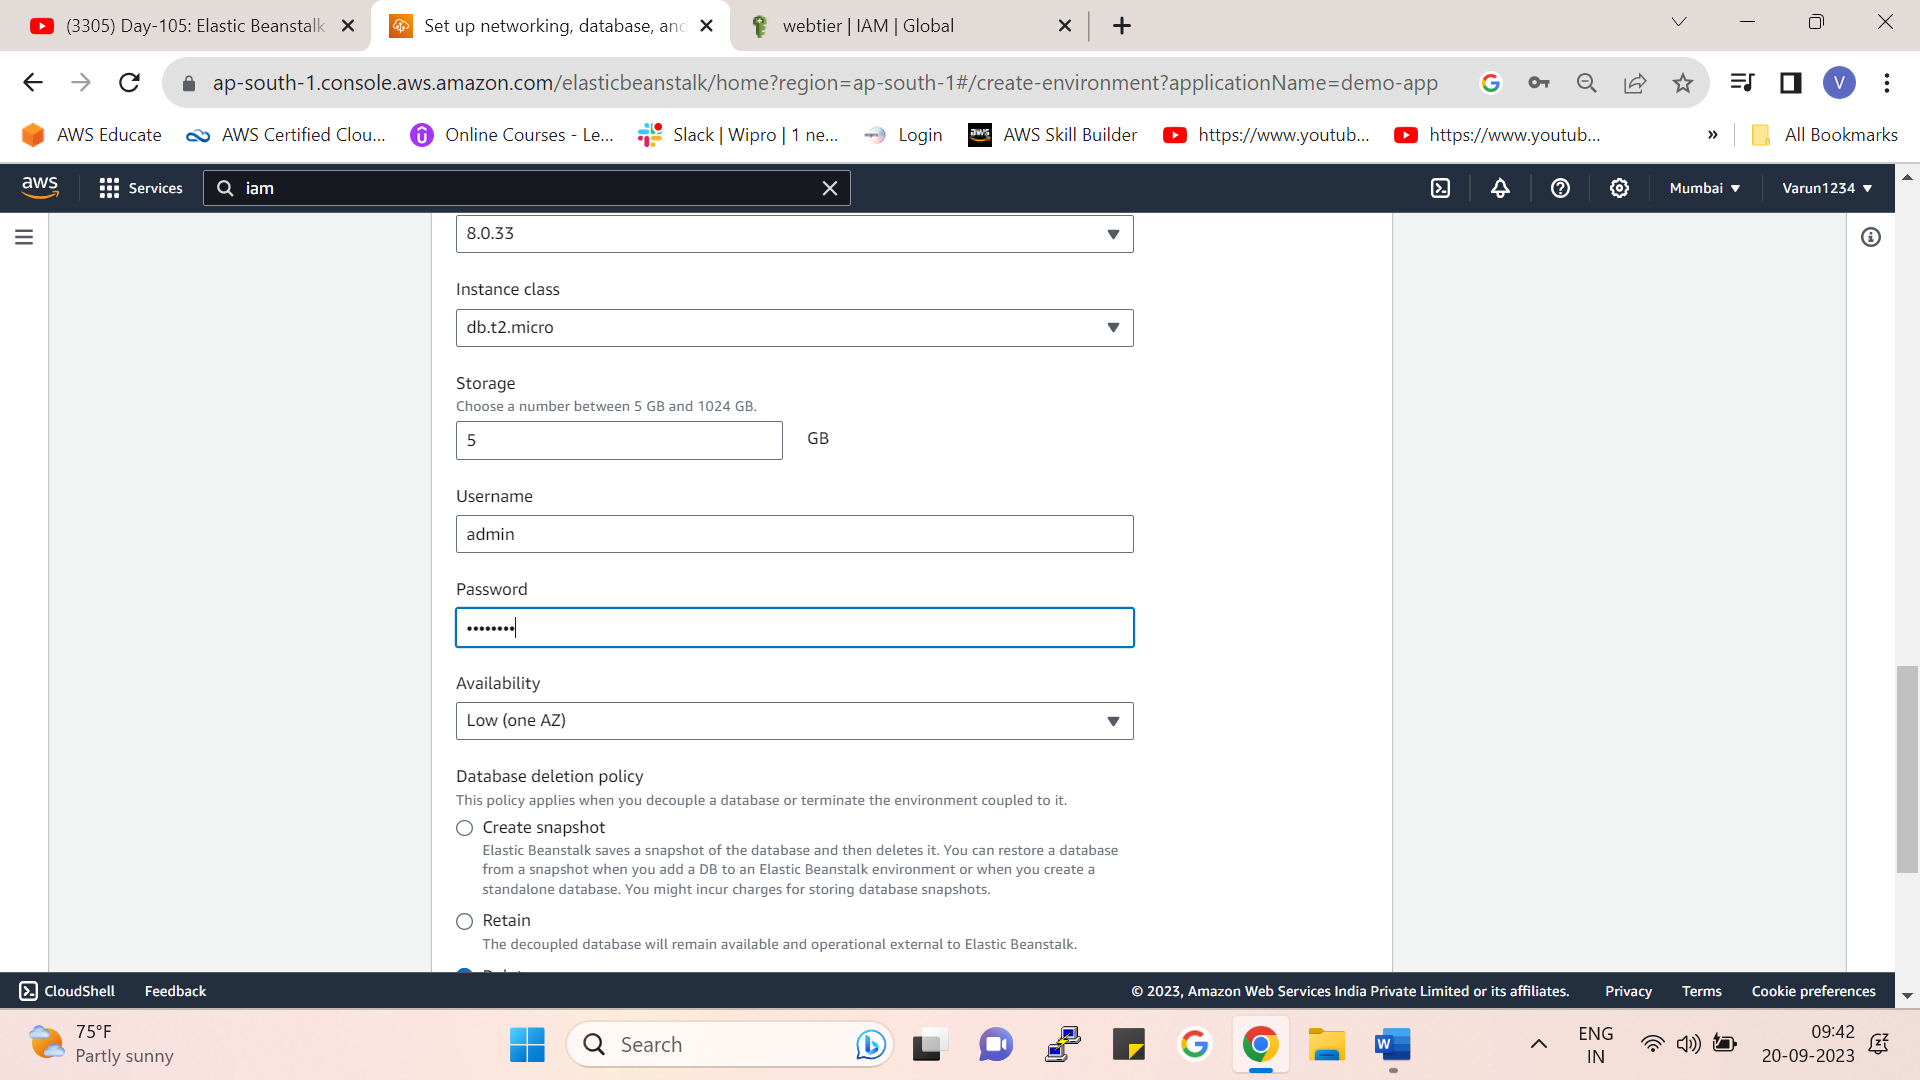 (3305) Day-105: Elastic Beanstalk
Set up networking, database, and
webtier | IAM | Global
ap-south-1.console.aws.amazon.com/elasticbeanstalk/home?region=ap-south-1#/create-environment?applicationName=demo-app
V
AWS Educate
AWS Certified Clou...
Online Courses - Le...
Slack | Wipro | 1 ne...
Login
AWS Skill Builder
https://www.youtub...
https://www.youtub...
»
All Bookmarks
aws
Services
iam
Mumbai
Varun1234
8.0.33
Instance class
db.t2.micro
Storage
Choose a number between 5 GB and 1024 GB.
5
GB
Username
admin
Password
••••••••
Availability
Low (one AZ)
Database deletion policy
This policy applies when you decouple a database or terminate the environment coupled to it.
Create snapshot
Elastic Beanstalk saves a snapshot of the database and then deletes it. You can restore a database
from a snapshot when you add a DB to an Elastic Beanstalk environment or when you create a
standalone database. You might incur charges for storing database snapshots.
Retain
The decoupled database will remain available and operational external to Elastic Beanstalk.
CloudShell
Feedback
© 2023, Amazon Web Services India Private Limited or its affiliates.
Privacy
Terms
Cookie preferences
75°F
Partly sunny
Search
ENG
IN
09:42
20-09-2023